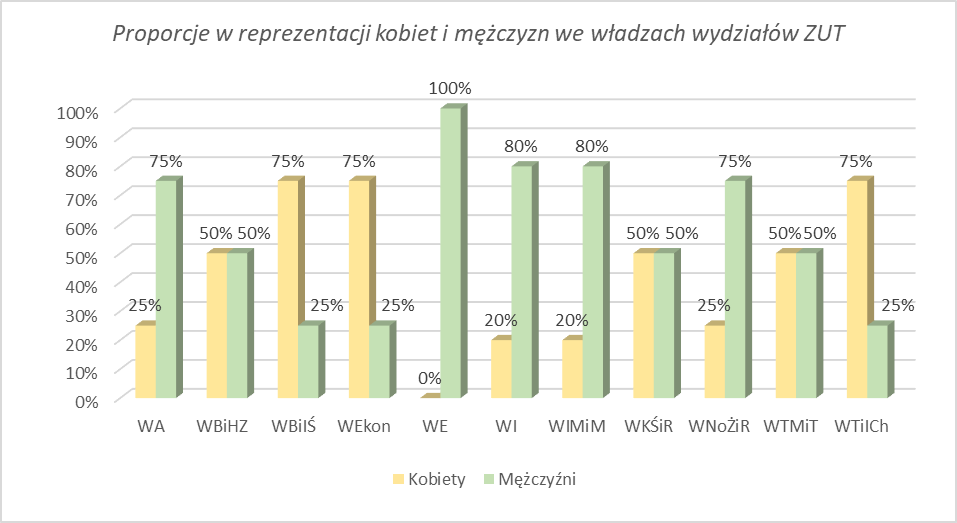 Proporcje w reprezentacji kobiet i mężczyzn we władzach wydziałów ZUT
100%
90%
80%
70%
60%
50%
40%
30%
20%
10%
0%
25% 75% 50% 50% 75% 25% 75% 25% 0% 100% 20% 80% 20% 80% 50% 50% 25% 75% 50% 50% 75% 25%
WA WBiHZ WBiIŚ WEkon WE WI WIMiM WKŚiR WNoŻiR WTMiT WTiICh
Kobiety Mężczyźni